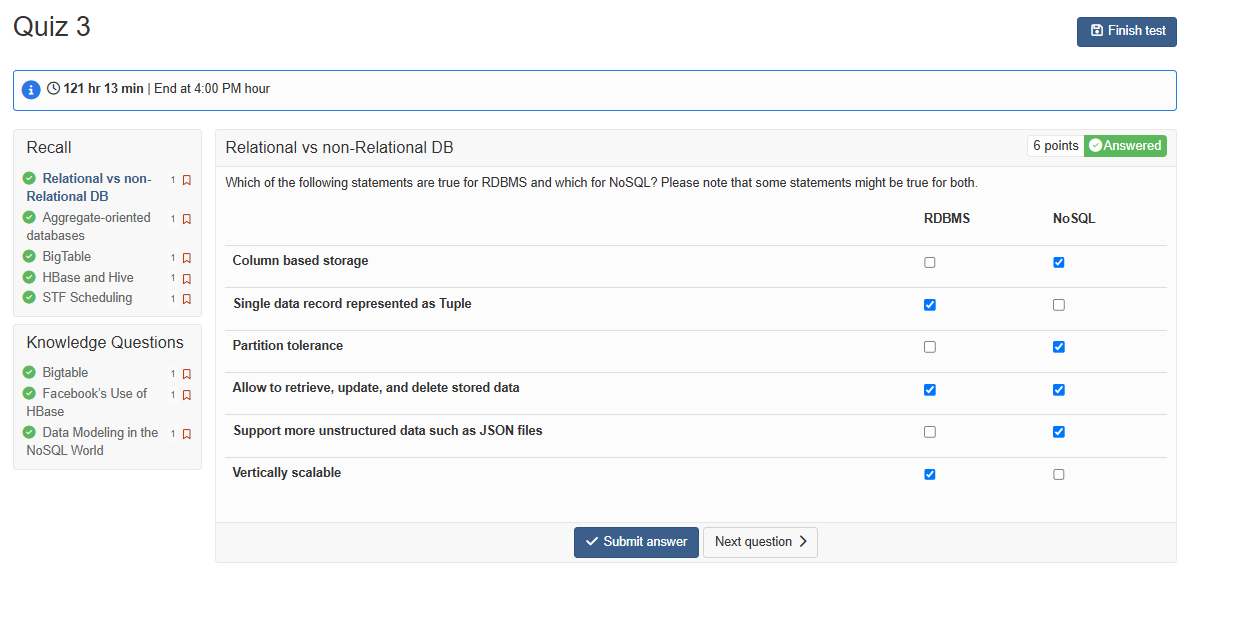 Quiz 3
Finish test
121 hr 13 min | End at 4:00 PM hour
Recall
Relational vs non- 1
Relational DB
Aggregate-oriented 1
databases
BigTable 1
HBase and Hive 1
STF Scheduling 1
Knowledge Questions
Bigtable 1
Facebook's Use of 1
HBase
Data Modeling in the 1
NoSQL World
Relational vs non-Relational DB
6 points Answered
Which of the following statements are true for RDBMS and which for NoSQL? Please note that some statements might be true for both.
RDBMS NoSQL
Column based storage
Single data record represented as Tuple
Partition tolerance
Allow to retrieve, update, and delete stored data
Support more unstructured data such as JSON files
Vertically scalable
Submit answer
Next question